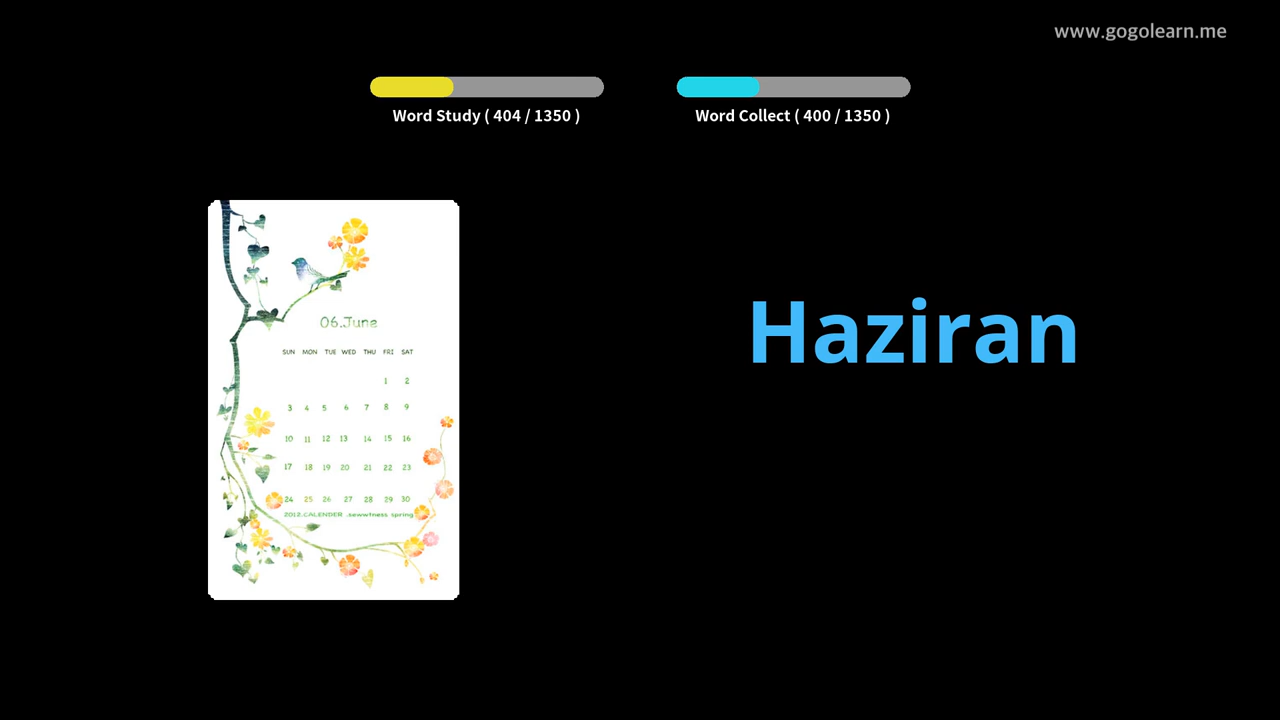 www.gogolearn.me
Word Study ( 404 / 1350 )
Word Collect ( 400 / 1350 )
06.June
SUN MON TUE WED THU FRI SAT
1 2
3 4 5 6 7 8 9
10 11 12 13 14 15 16
17 18 19 20 21 22 23
24 25 26 27 28 29 30
2012.CALENDER .sewwtness spring
Haziran